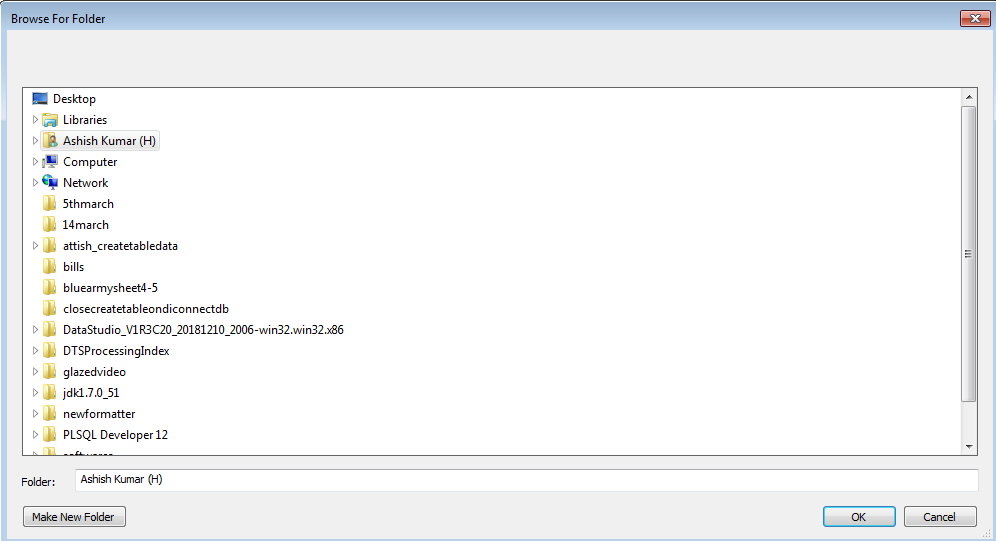 Browse For Folder
Desktop
Libraries
Ashish Kumar (H)
Computer
Network
5thmarch
14march
attish_createtabledata
bills
bluearmysheet4-5
closecreatetableondiconnectdb
DataStudio_V1R3C20_20181210_2006-win32.win32.x86
DTSProcessingIndex
glazedvideo
jdk1.7.0_51
newformatter
PLSQL Developer 12
Folder: Ashish Kumar (H)
Make New Folder OK Cancel